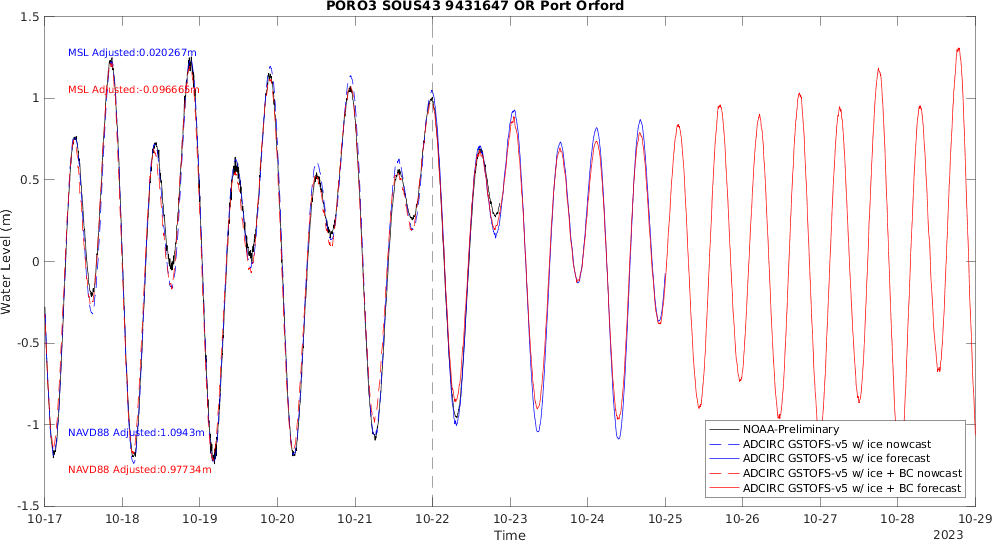 PORO3 SOUS43 9431647 OR Port Orford
1.5
1
0.5
0
-0.5
-1
-1.5
Water Level (m)
MSL Adjusted:0.020267m
MSL Adjusted:-0.096665m
NAVD88 Adjusted:1.0943m
NAVD88 Adjusted:0.97734m
NOAA-Preliminary
ADCIRC GSTOFS-v5 w/ ice nowcast
ADCIRC GSTOFS-v5 w/ ice forecast
ADCIRC GSTOFS-v5 w/ ice + BC nowcast
ADCIRC GSTOFS-v5 w/ ice + BC forecast
10-17 10-18 10-19 10-20 10-21 10-22 10-23 10-24 10-25 10-26 10-27 10-28 10-29
Time
2023